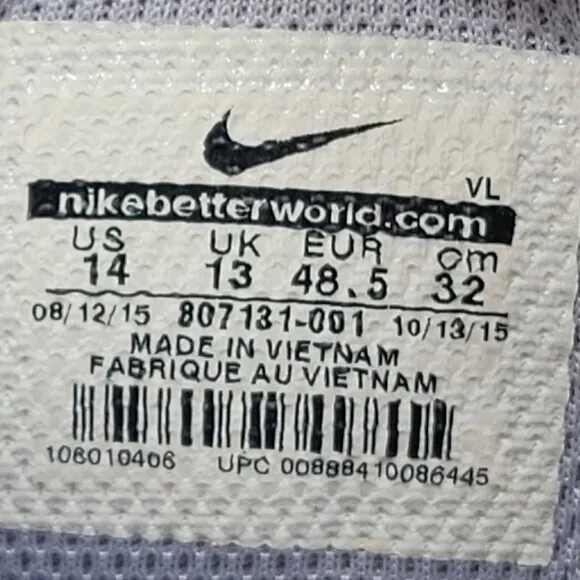 VL
nikebetterworld.com
US UK EUR cm
14 13 48.5 32
08/12/15 807131-001 10/13/15
MADE IN VIETNAM
FABRIQUE AU VIETNAM
106010406 UPC 00888410086445